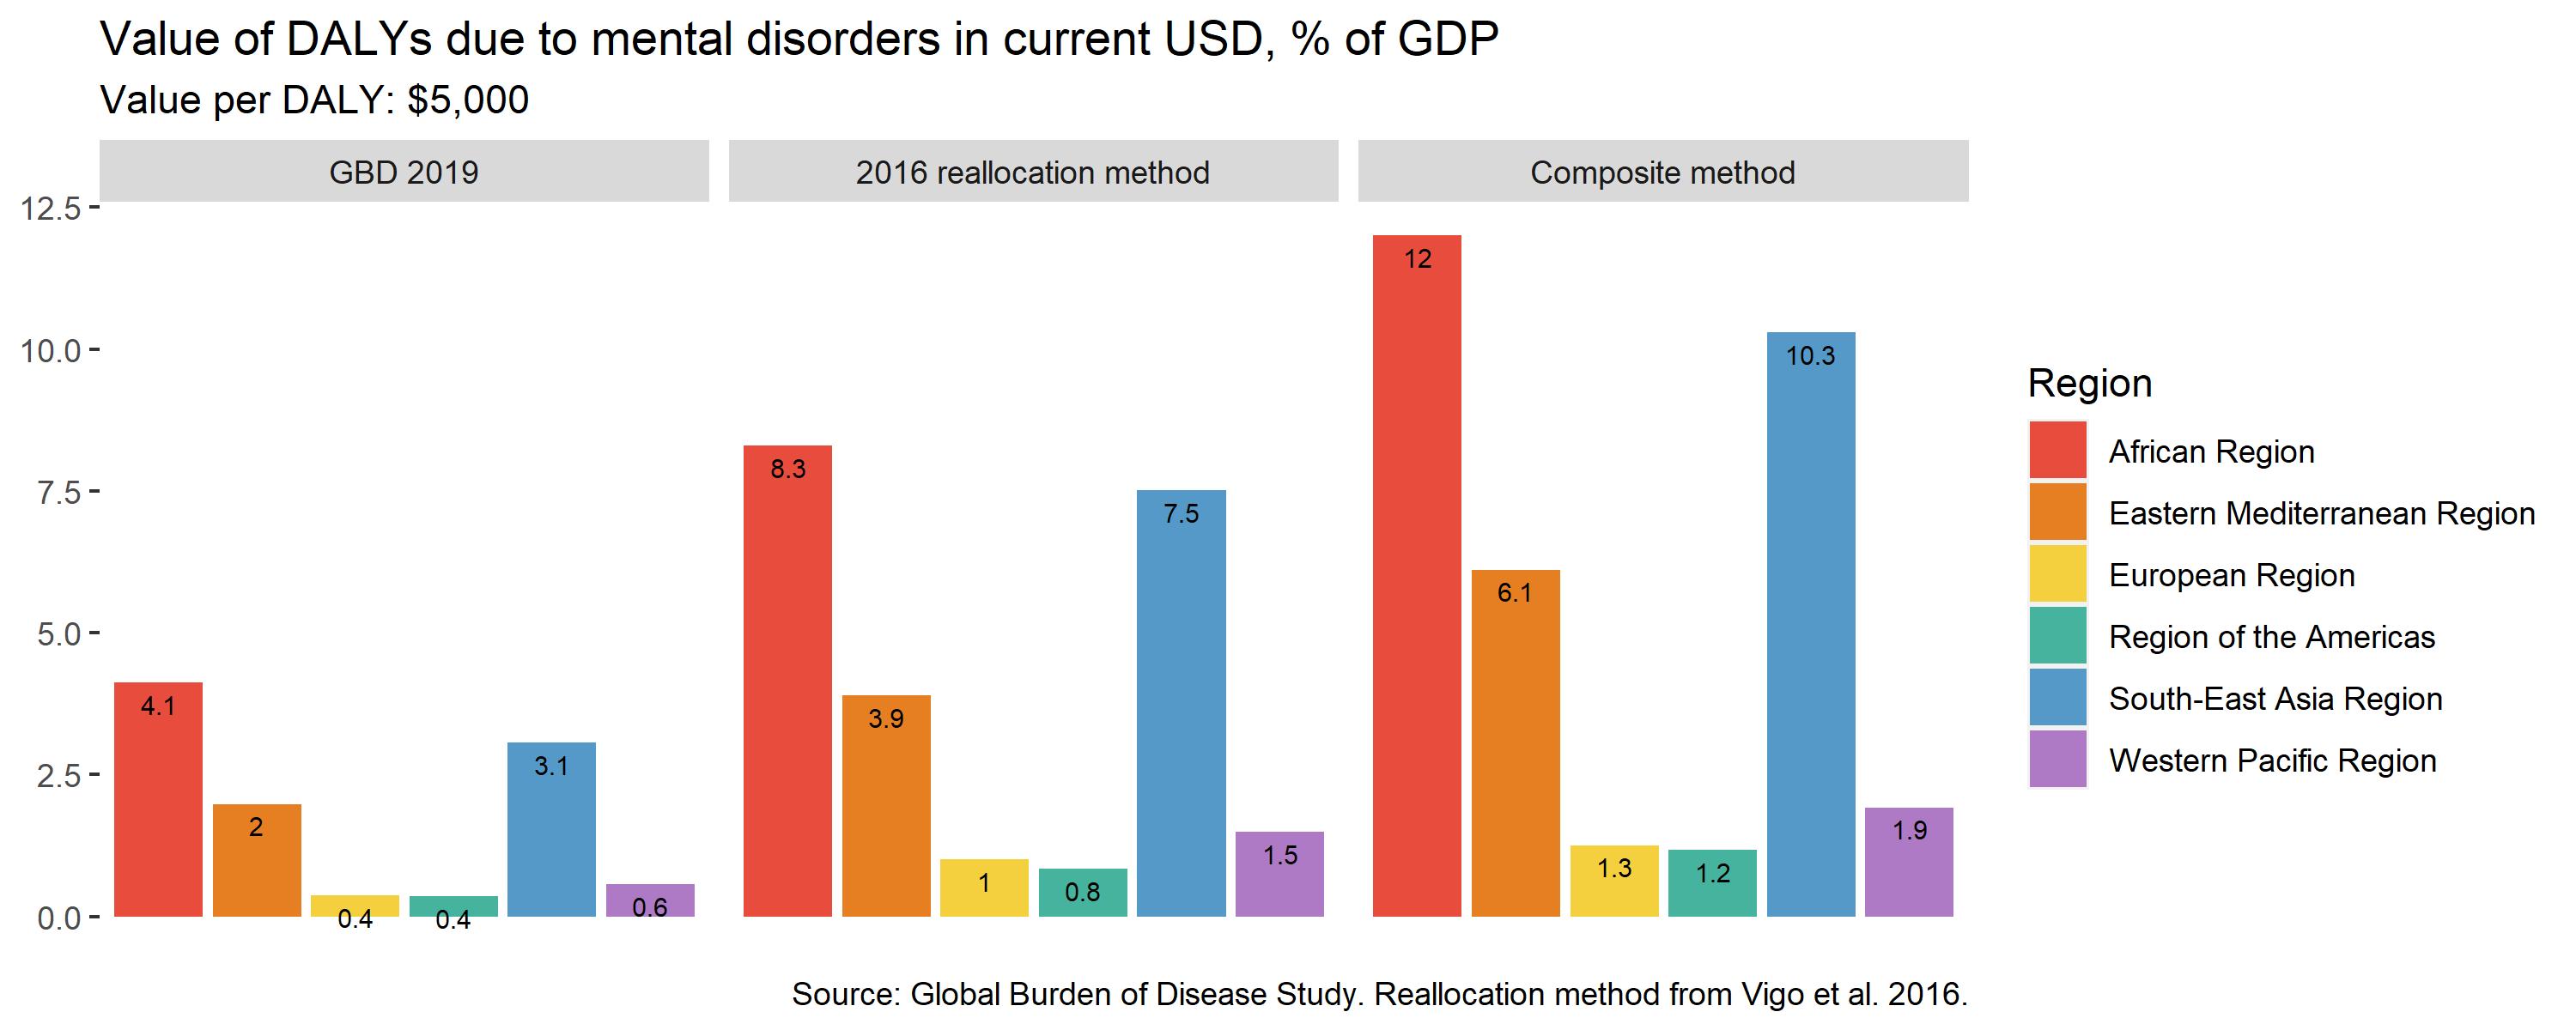 Value of DALYs due to mental disorders in current USD, % of GDP
Value per DALY: $5,000
GBD 2019
2016 reallocation method
Composite method
12.5
10.0
7.5
5.0
2.5
0.0
4.1
2
0.4
0.4
3.1
0.6
8.3
3.9
1
0.8
7.5
1.5
12
6.1
1.3
1.2
10.3
1.9
Region
African Region
Eastern Mediterranean Region
European Region
Region of the Americas
South-East Asia Region
Western Pacific Region
Source: Global Burden of Disease Study. Reallocation method from Vigo et al. 2016.